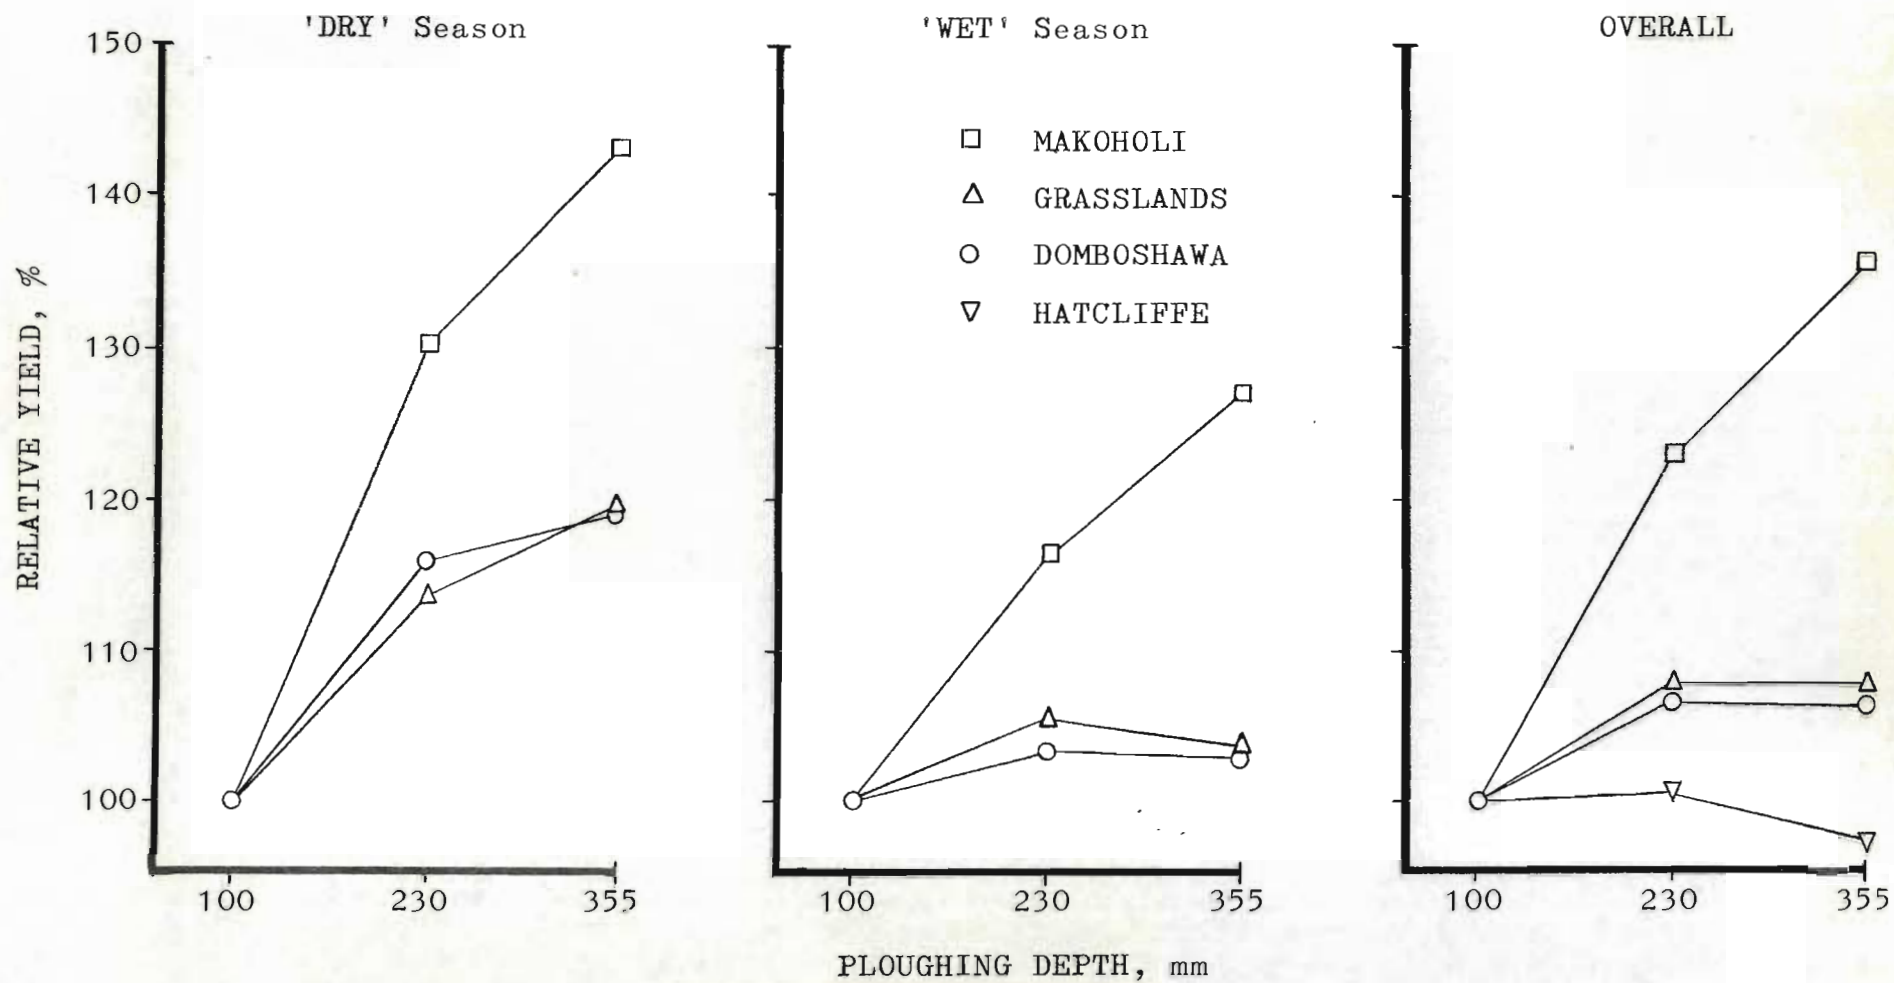 'DRY' Season
'WET' Season
OVERALL
150
140
130
120
110
100
RELATIVE YIELD, %
MAKOHOLI
GRASSLANDS
DOMBOSHAWA
HATCLIFFE
100 230 355
100 230 355
100 230 355
PLOUGHING DEPTH, mm